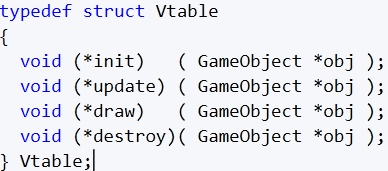 typedef struct Vtable
{
  void (*init)   ( GameObject *obj );
  void (*update) ( GameObject *obj );
  void (*draw)   ( GameObject *obj );
  void (*destroy)( GameObject *obj );
} Vtable;